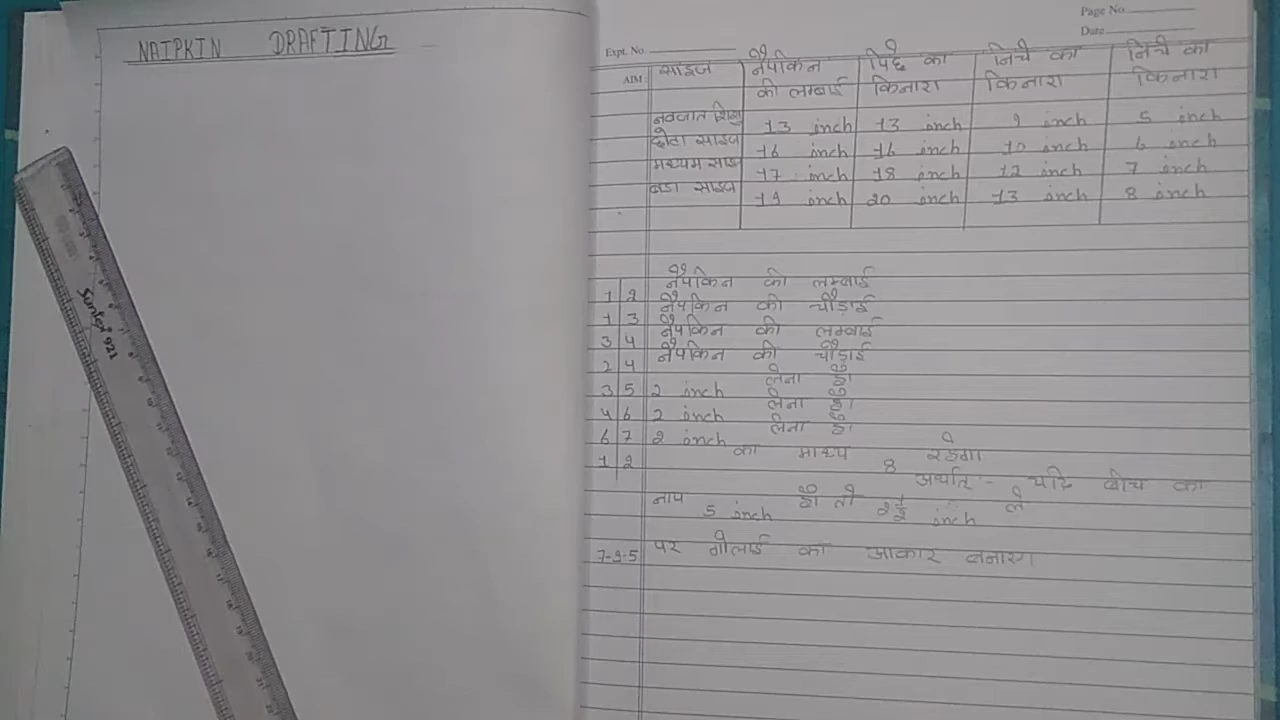 NAIPKIN DRAFTING
Suntex 921
Page No.
Date
Expt. No.
AIM साइज नैपकिन पिछे का निचे का निचे का
की लम्बाई किनारा किनारा किनारा
नवजात शिशु 13 inch 13 inch 9 inch 5 inch
छोटा साइज 16 inch 16 inch 10 inch 6 inch
मध्यम साइज 17 inch 18 inch 12 inch 7 inch
बडा साइज 19 inch 20 inch 13 inch 8 inch
1 2 नैपकिन की लम्बाई
1 3 नैपकिन की चौड़ाई
3 4 नैपकिन की लम्बाई
2 4 नैपकिन की चौड़ाई
3 5 2 inch लेना है।
4 6 2 inch लेना है।
6 7 2 inch लेना है।
1 2 का माध्य 8 रहेगा
अर्थात - यदि बीच का
नाप 5 inch है तो 2½ inch ले
7-9-5 पर गोलाई का आकार बनाएग